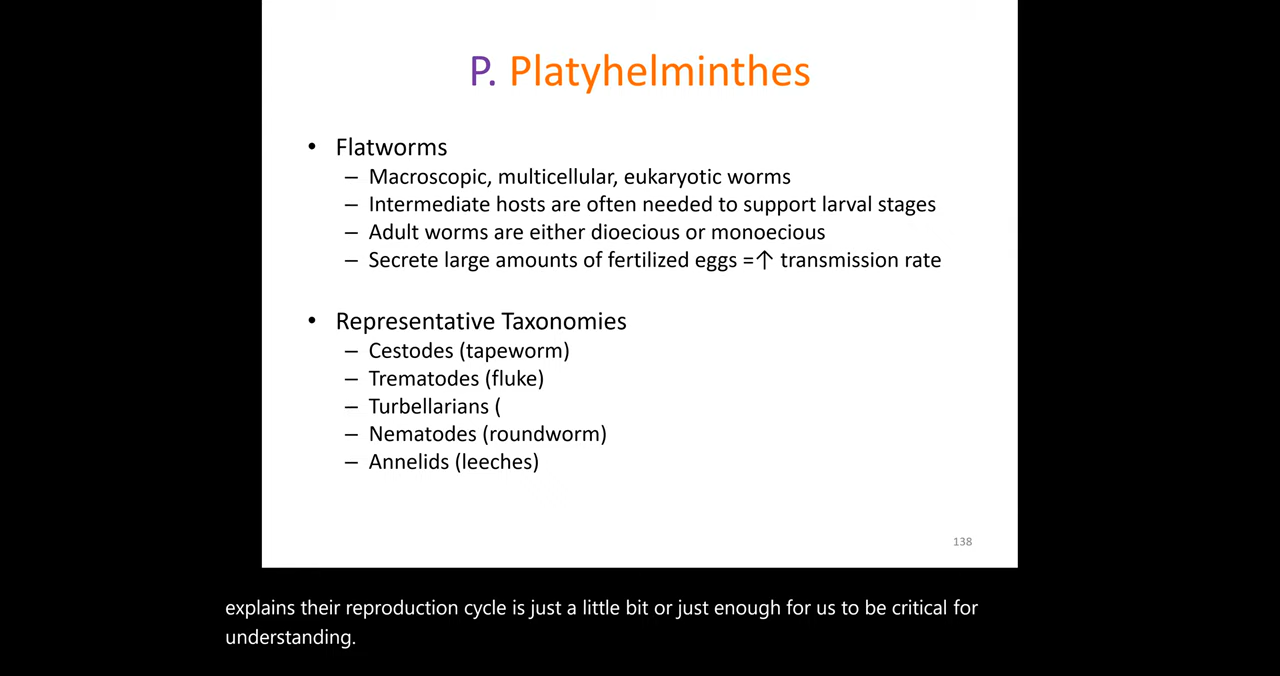 P. Platyhelminthes
• Flatworms
– Macroscopic, multicellular, eukaryotic worms
– Intermediate hosts are often needed to support larval stages
– Adult worms are either dioecious or monoecious
– Secrete large amounts of fertilized eggs =↑ transmission rate
• Representative Taxonomies
– Cestodes (tapeworm)
– Trematodes (fluke)
– Turbellarians (
– Nematodes (roundworm)
– Annelids (leeches)
138
explains their reproduction cycle is just a little bit or just enough for us to be critical for
understanding.